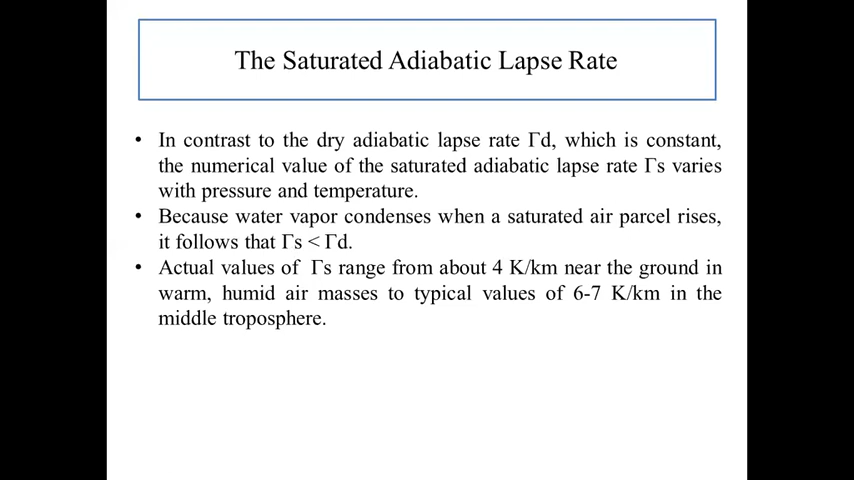 The Saturated Adiabatic Lapse Rate
• In contrast to the dry adiabatic lapse rate Γd, which is constant,
the numerical value of the saturated adiabatic lapse rate Γs varies
with pressure and temperature.
• Because water vapor condenses when a saturated air parcel rises,
it follows that Γs < Γd.
• Actual values of Γs range from about 4 K/km near the ground in
warm, humid air masses to typical values of 6-7 K/km in the
middle troposphere.